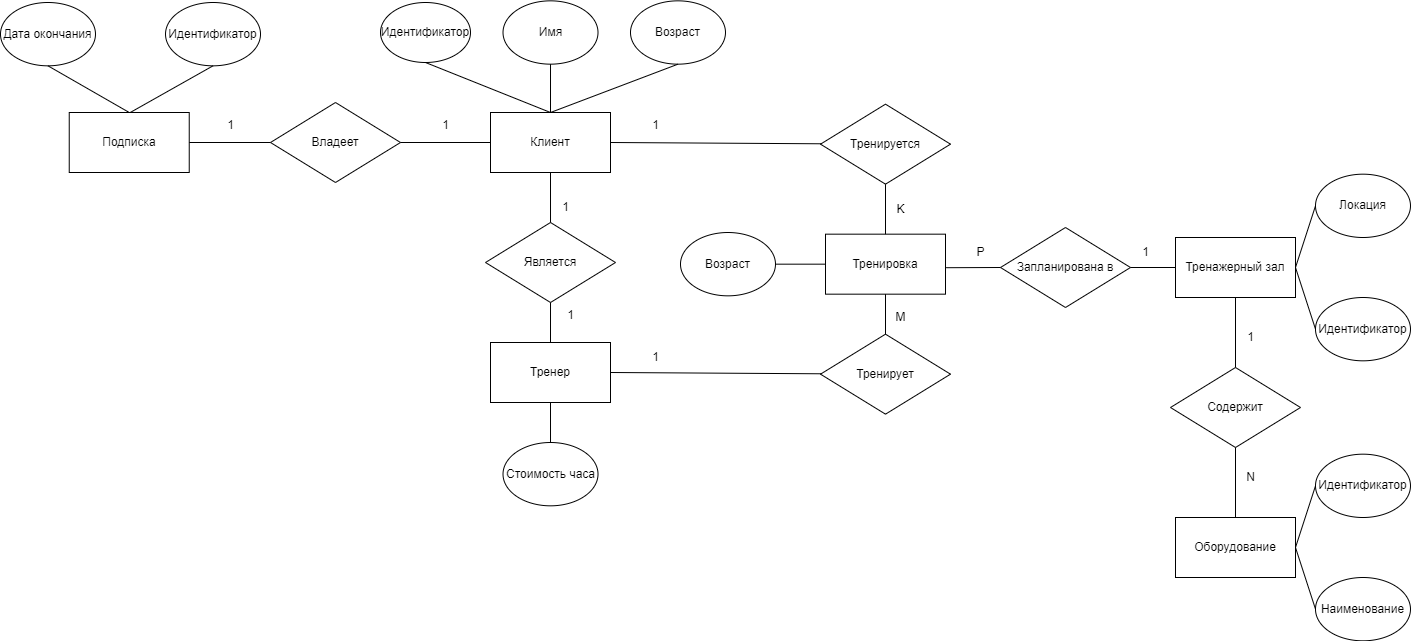 Дата окончания
Идентификатор
Идентификатор
Имя
Возраст
Подписка
1
Владеет
1
Клиент
1
Тренируется
1
K
Является
Возраст
Тренировка
P
Запланирована в
1
Тренажерный зал
Локация
Идентификатор
1
M
1
1
Тренер
Тренирует
Содержит
Стоимость часа
N
Идентификатор
Оборудование
Наименование